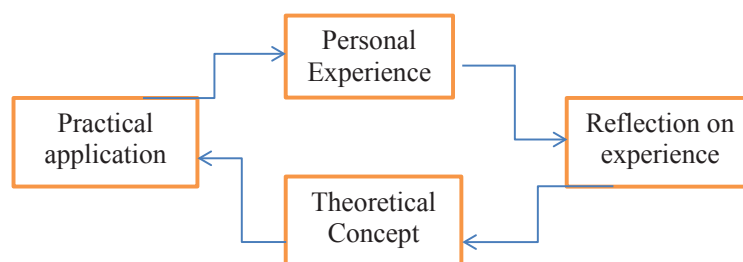 Personal
Experience
Practical
application
Reflection on
experience
Theoretical
Concept